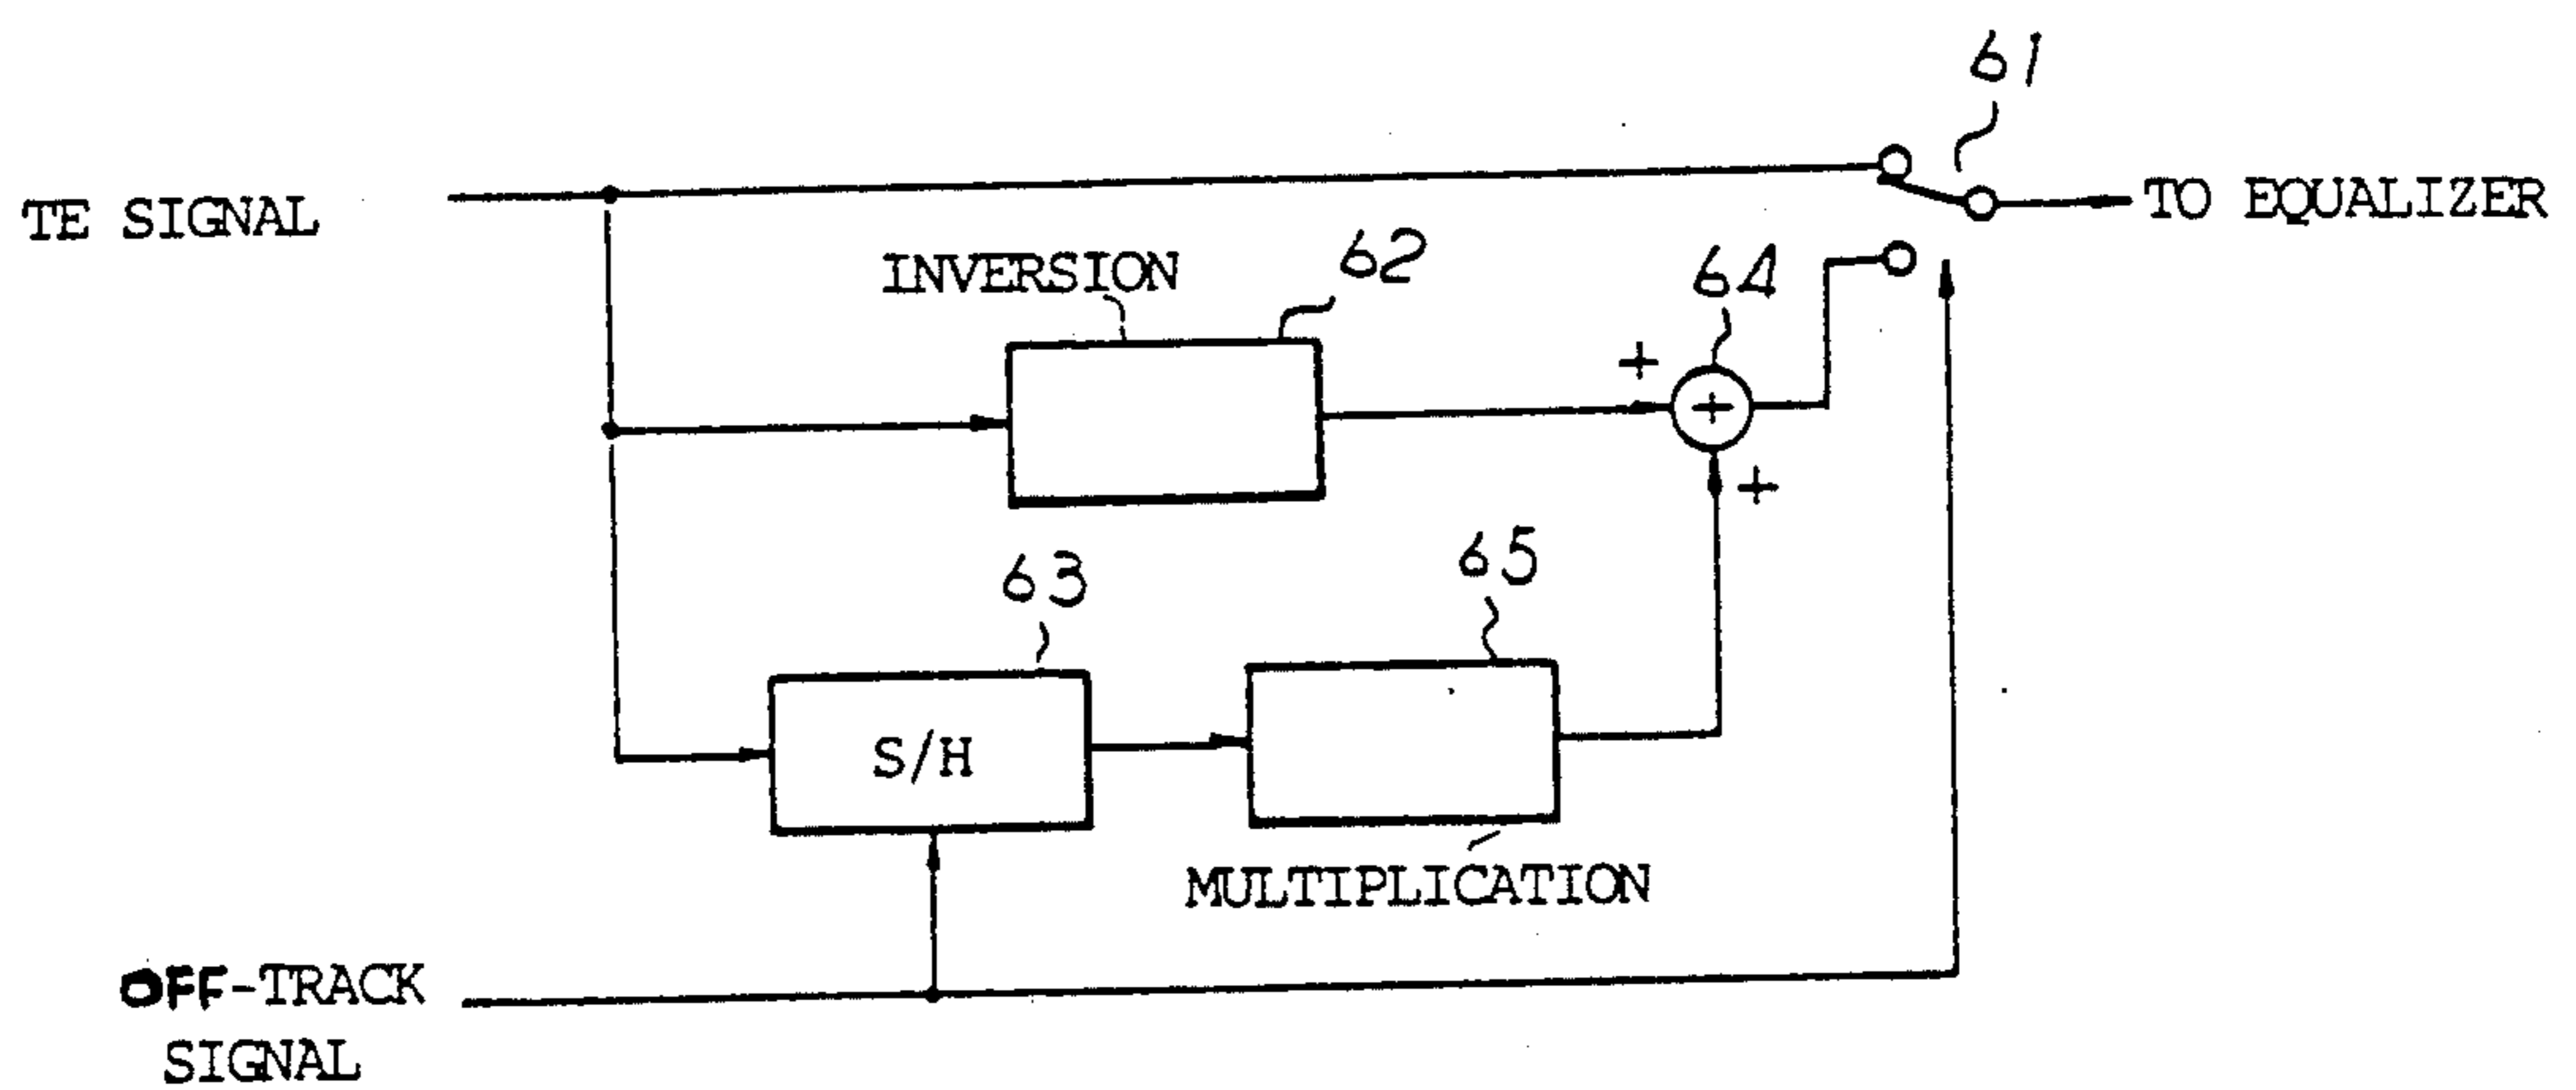 61
TE SIGNAL
TO EQUALIZER
INVERSION
62
64
+
+
+
63
65
S/H
MULTIPLICATION
OFF-TRACK
SIGNAL